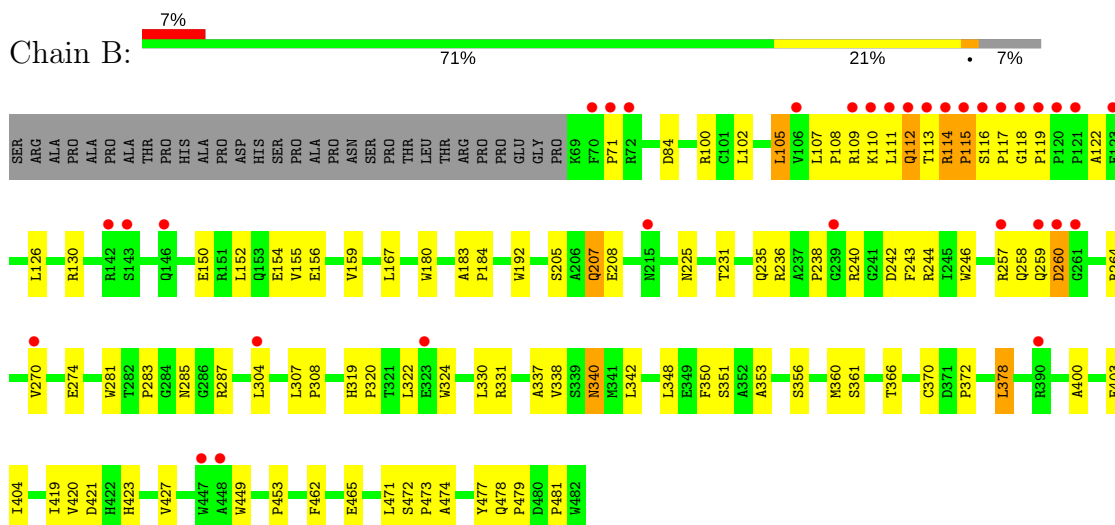 7%
Chain B:
71% 21% • 7%
SER ARG ALA PRO ALA PRO ALA THR PRO HIS ALA PRO ASP HIS SER PRO ALA PRO ASN SER PRO THR LEU THR ARG PRO PRO GLU GLY PRO K69 F70 P71 R72 D84 R100 C101 L102 L105 V106 L107 P108 R109 K110 L111 Q112 T113 R114 P115 S116 P117 G118 P119 P120 P121 A122
L126 R130 R142 S143 Q146 E150 R151 L152 Q153 E154 V155 E156 V159 L167 W180 A183 P184 W192 S205 A206 Q207 E208 N215 N225 T231 Q235 R236 A237 P238 G239 R240 G241 D242 F243 R244 I245 W246 R257 Q258 Q259 D260 G261
V270 E274 W281 T282 P283 G284 N285 G286 R287 L304 L307 P308 H319 P320 T321 L322 E323 W324 L330 R331 A337 V338 S339 N340 M341 L342 L348 E349 F350 S351 A352 A353 S356 M360 S361 T366 C370 D371 P372 L378 R390 A400
I404 I419 V420 D421 H422 H423 V427 W447 A448 W449 P453 F462 E465 L471 S472 P473 A474 Y477 Q478 P479 D480 P481 W482